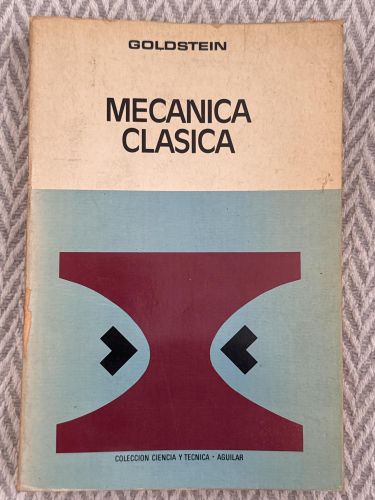 GOLDSTEIN
MECANICA
CLASICA
COLECCION CIENCIA Y TECNICA - AGUILAR